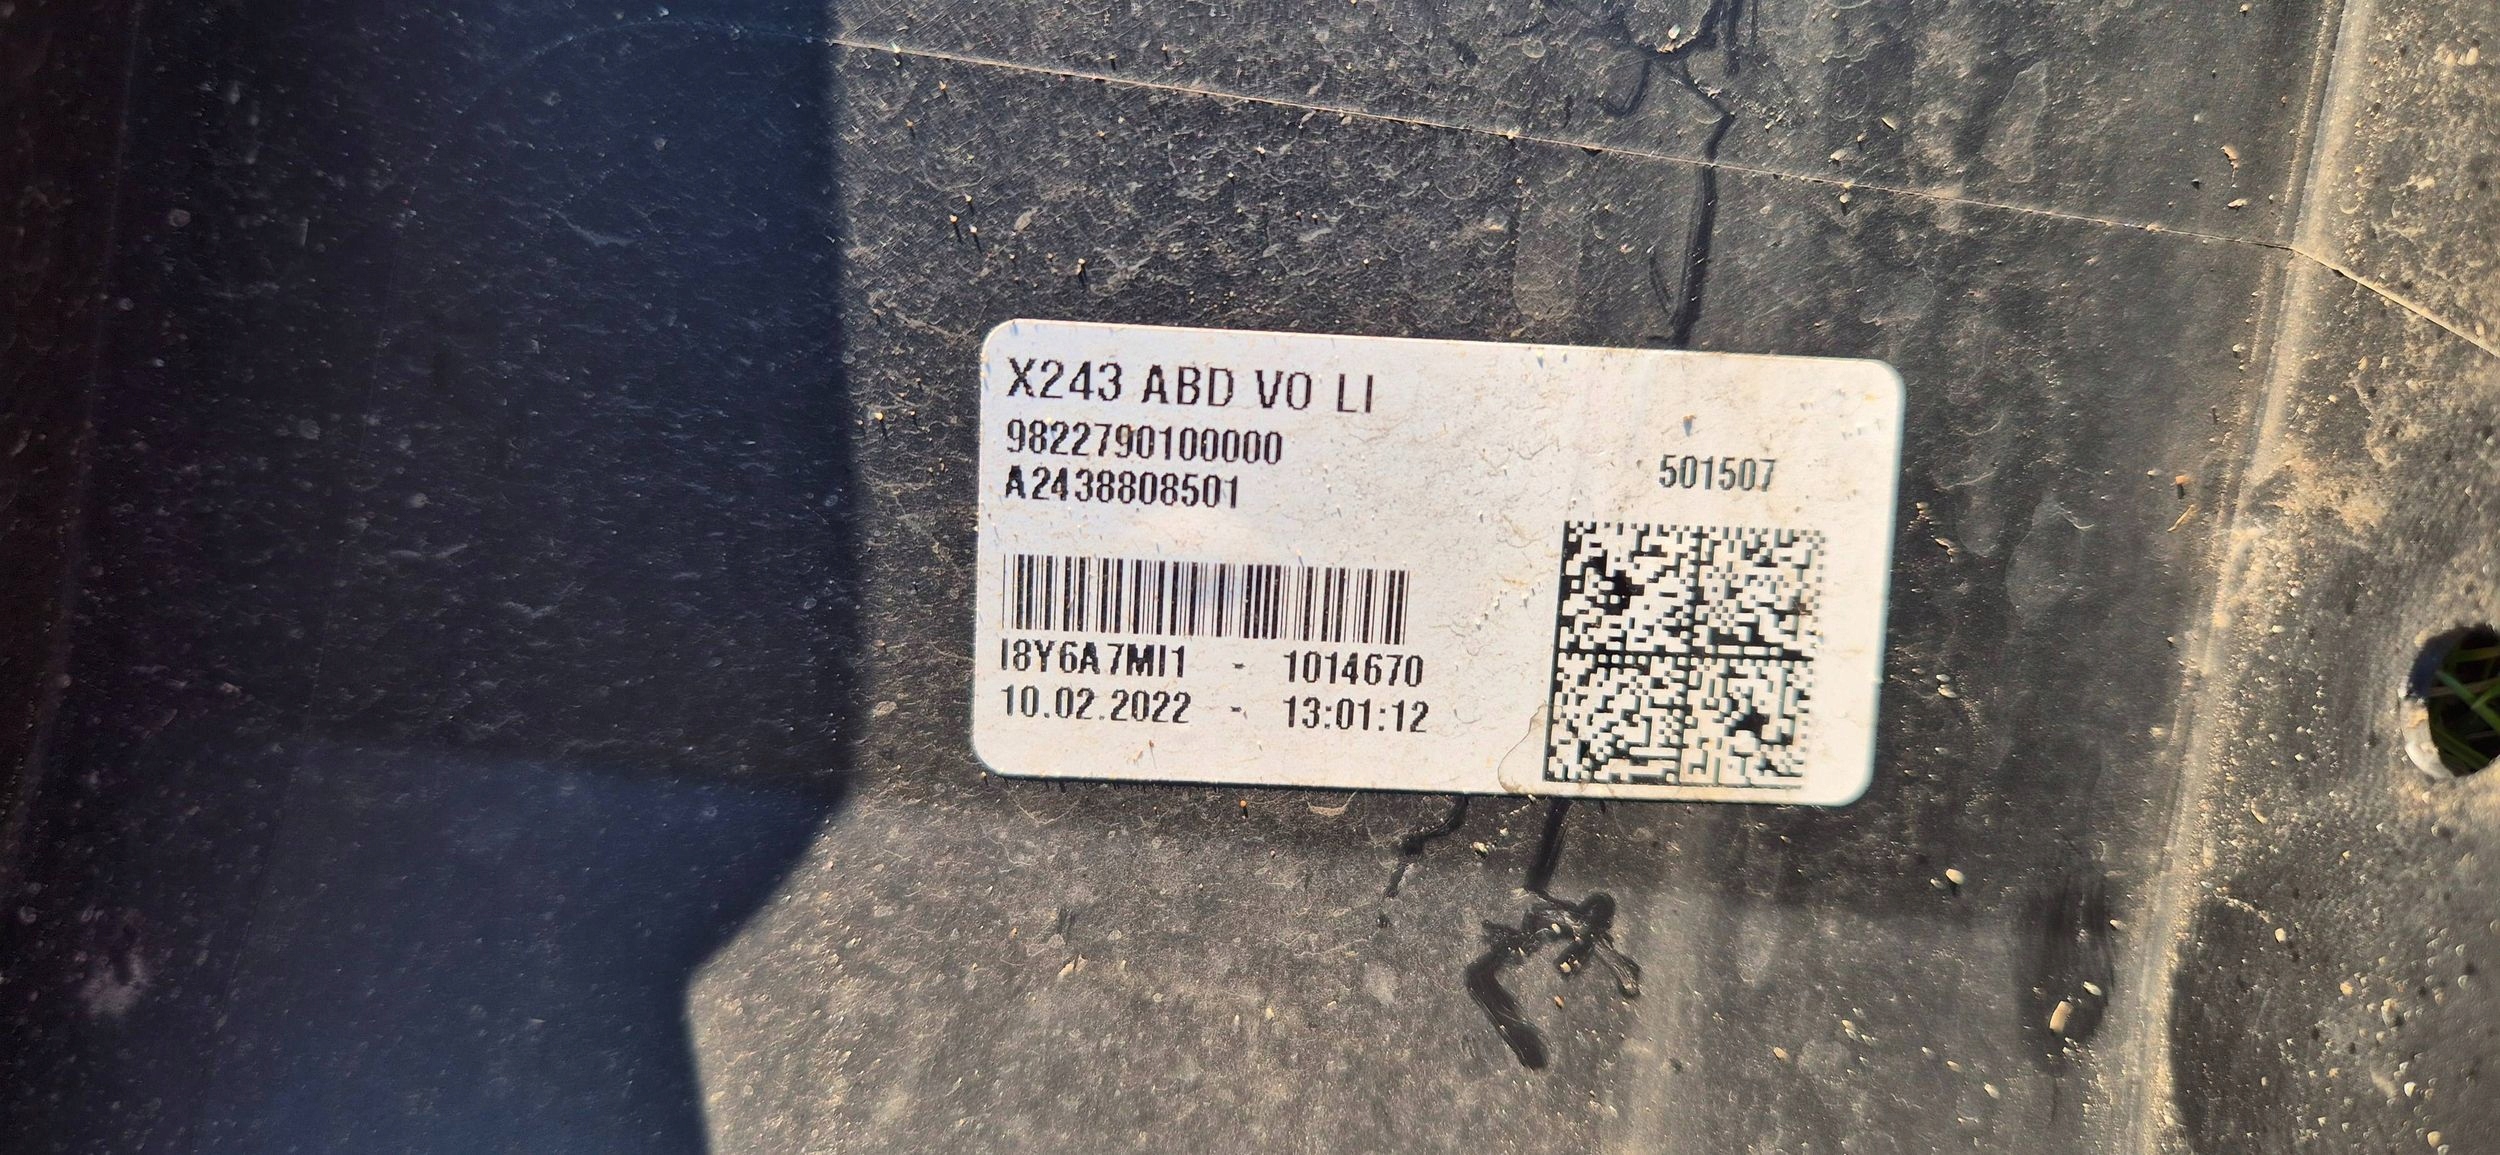 X243 ABD VO LI
9822790100000
A2438808501
501507
I8Y6A7MI1 - 1014670
10.02.2022 - 13:01:12